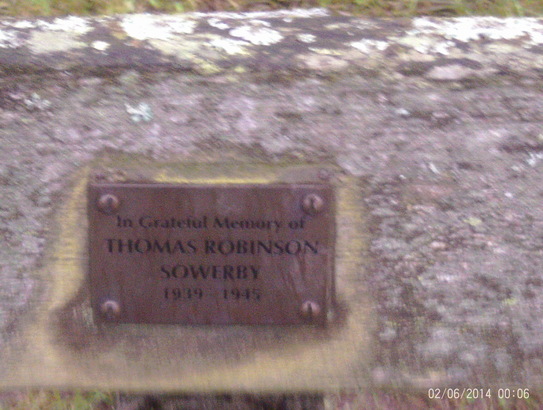 In Grateful Memory of
THOMAS ROBINSON
SOWERBY
1939 - 1945
02/06/2014 00:06